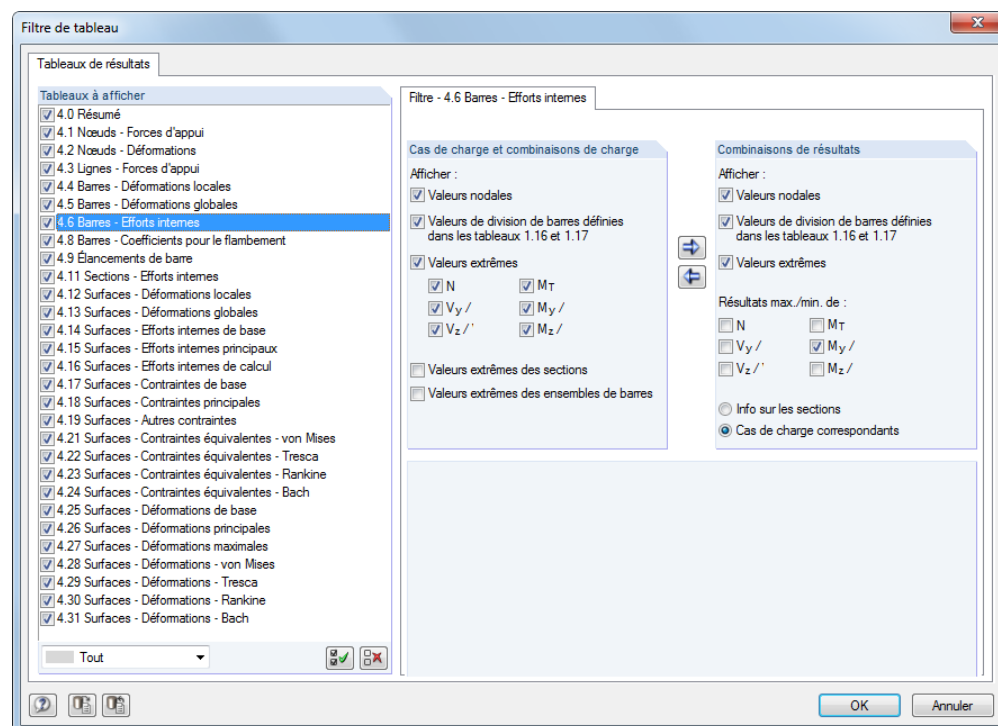 Filtre de tableau
Tableaux de résultats
Tableaux à afficher
4.0 Résumé
4.1 Nœuds - Forces d'appui
4.2 Nœuds - Déformations
4.3 Lignes - Forces d'appui
4.4 Barres - Déformations locales
4.5 Barres - Déformations globales
4.6 Barres - Efforts internes
4.8 Barres - Coefficients pour le flambement
4.9 Élancements de barre
4.11 Sections - Efforts internes
4.12 Surfaces - Déformations locales
4.13 Surfaces - Déformations globales
4.14 Surfaces - Efforts internes de base
4.15 Surfaces - Efforts internes principaux
4.16 Surfaces - Efforts internes de calcul
4.17 Surfaces - Contraintes de base
4.18 Surfaces - Contraintes principales
4.19 Surfaces - Autres contraintes
4.21 Surfaces - Contraintes équivalentes - von Mises
4.22 Surfaces - Contraintes équivalentes - Tresca
4.23 Surfaces - Contraintes équivalentes - Rankine
4.24 Surfaces - Contraintes équivalentes - Bach
4.25 Surfaces - Déformations de base
4.26 Surfaces - Déformations principales
4.27 Surfaces - Déformations maximales
4.28 Surfaces - Déformations - von Mises
4.29 Surfaces - Déformations - Tresca
4.30 Surfaces - Déformations - Rankine
4.31 Surfaces - Déformations - Bach
Tout
Filtre - 4.6 Barres - Efforts internes
Cas de charge et combinaisons de charge
Afficher :
Valeurs nodales
Valeurs de division de barres définies
dans les tableaux 1.16 et 1.17
Valeurs extrêmes
N MT
Vy / My /
Vz / ' Mz /
Valeurs extrêmes des sections
Valeurs extrêmes des ensembles de barres
Combinaisons de résultats
Afficher :
Valeurs nodales
Valeurs de division de barres définies
dans les tableaux 1.16 et 1.17
Valeurs extrêmes
Résultats max./min. de :
N MT
Vy / My /
Vz / ' Mz /
Info sur les sections
Cas de charge correspondants
OK Annuler